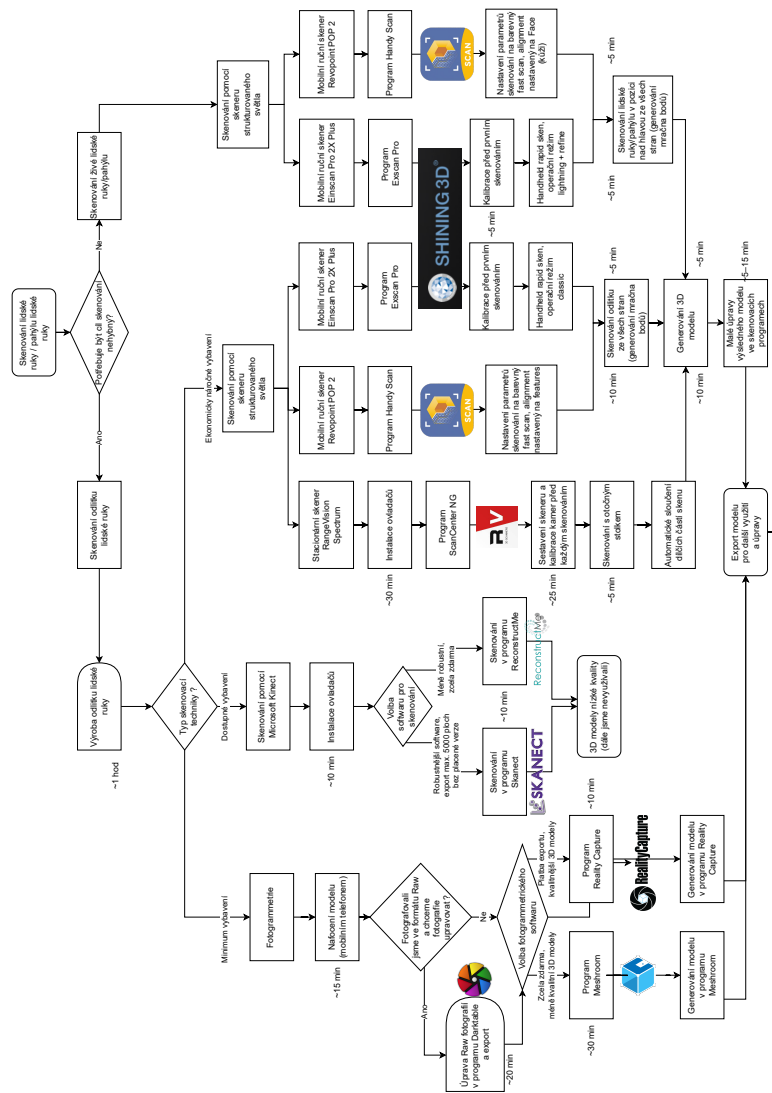 Skenování lidské
ruky / pahýlu lidské
ruky
Potřebuje být cíl skenování
nehybný?
Ano
Ne
Skenování odlitku
lidské ruky
Skenování živé lidské
ruky/pahýlu
Výroba odlitku lidské
ruky
~1 hod
Typ skenovací
techniky ?
Minimum vybavení
Dostupné vybavení
Ekonomicky náročné vybavení
Fotogrammetrie
Nafocení modelu
(mobilním telefonem)
~15 min
Fotografovali
jsme ve formátu Raw
a chceme
fotografie
upravovat ?
Ano
Ne
Úprava Raw fotografií
v programu Darktable
a export
~20 min
Volba fotogrammetrického
softwaru
Zcela zdarma,
méně kvalitní 3D modely
Platba exportu,
kvalitnější 3D modely
Program
Meshroom
~30 min
Program
Reality Capture
~10 min
RealityCapture
Generování modelu
v programu
Meshroom
Generování modelu
v programu Reality
Capture
Skenování pomocí
Microsoft Kinect
Instalace ovladačů
~10 min
Volba
softwaru pro
skenování
Robustnější software,
export max. 5000 ploch
bez placené verze
Méně robustní,
zcela zdarma
Skenování
v programu
Skanect
SKANECT
Skenování
v programu
ReconstructMe
~10 min
ReconstructMe
3D modely nízké kvality
(dále jsme nevyužívali)
Skenování pomocí
skeneru
strukturovaného
světla
Stacionární skener
RangeVision
Spectrum
Instalace ovladačů
~30 min
Program
ScanCenter NG
RV
Sestavení skeneru a
kalibrace kamer před
každým skenováním
~25 min
Skenování s otočným
stolkem
~5 min
Automatické sloučení
dílčích částí skenu
Mobilní ruční skener
Revopoint POP 2
Program Handy Scan
SCAN
Nastavení parametrů
skenování na barevný
fast scan, alignment
nastavený na features
~10 min
Mobilní ruční skener
Einscan Pro 2X Plus
Program
Exscan Pro
SHINING 3D®
Kalibrace před prvním
skenováním
Handheld rapid sken,
operační režim
classic
~5 min
Skenování odlitku
ze všech stran
(generování mračna
bodů)
Skenování pomocí
skeneru
strukturovaného
světla
Mobilní ruční skener
Einscan Pro 2X Plus
Program
Exscan Pro
Kalibrace před prvním
skenováním
~5 min
Handheld rapid sken,
operační režim
lightning + refine
~5 min
Mobilní ruční skener
Revopoint POP 2
Program Handy Scan
SCAN
Nastavení parametrů
skenování na barevný
fast scan, alignment
nastavený na Face
(kůži)
~5 min
Skenování lidské
ruky/pahýlu v pozici
nad hlavou ze všech
stran (generování
mračna bodů)
Generování 3D
modelu
~10 min
~5 min
Malé úpravy
výsledného modelu
ve skenovacích
programech
~5–15 min
Export modelu
pro další využití
a úpravy